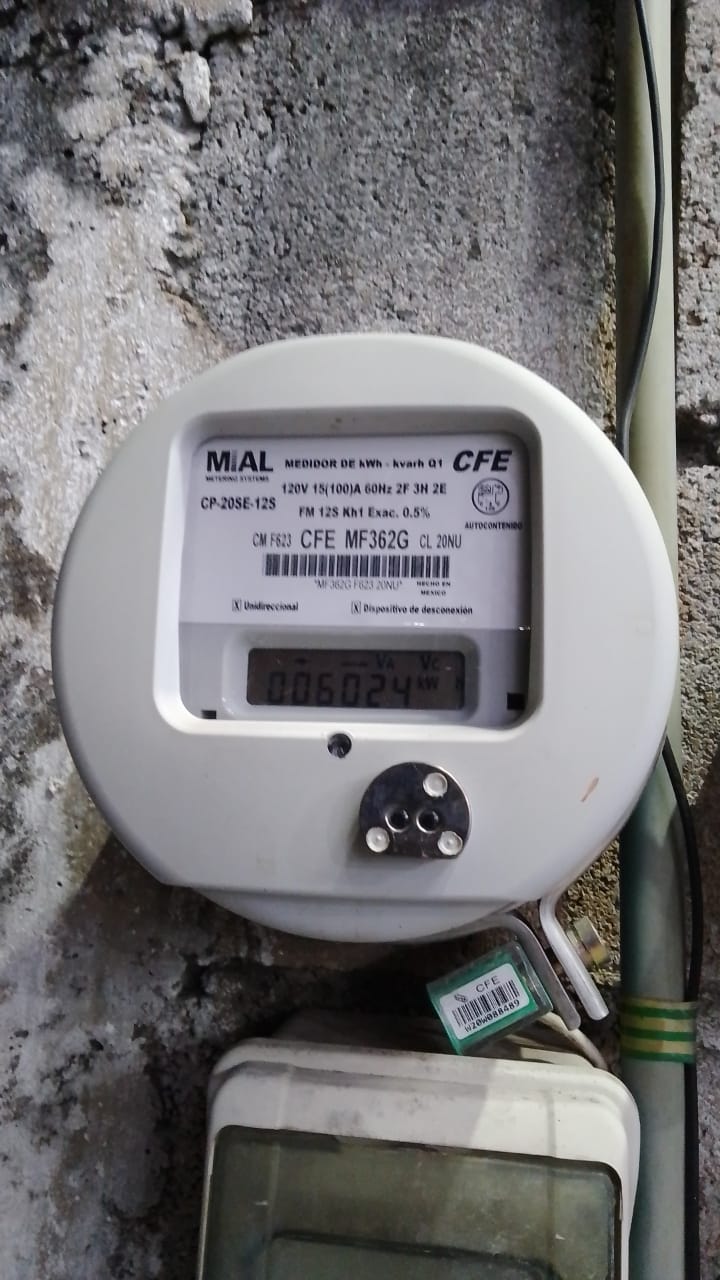 MIAL
METERING SYSTEMS
MEDIDOR DE kWh - kvarh Q1
CFE
CP-20SE-12S
120V 15(100)A 60Hz 2F 3H 2E
FM 12S Kh1 Exac. 0.5%
AUTOCONTENIDO
CM F623 CFE MF362G CL 20NU
*MF362G F623 20NU*
HECHO EN
MEXICO
X Unidireccional
X Dispositivo de desconexión
VA VC
006024 kW h
CFE
W20W088489